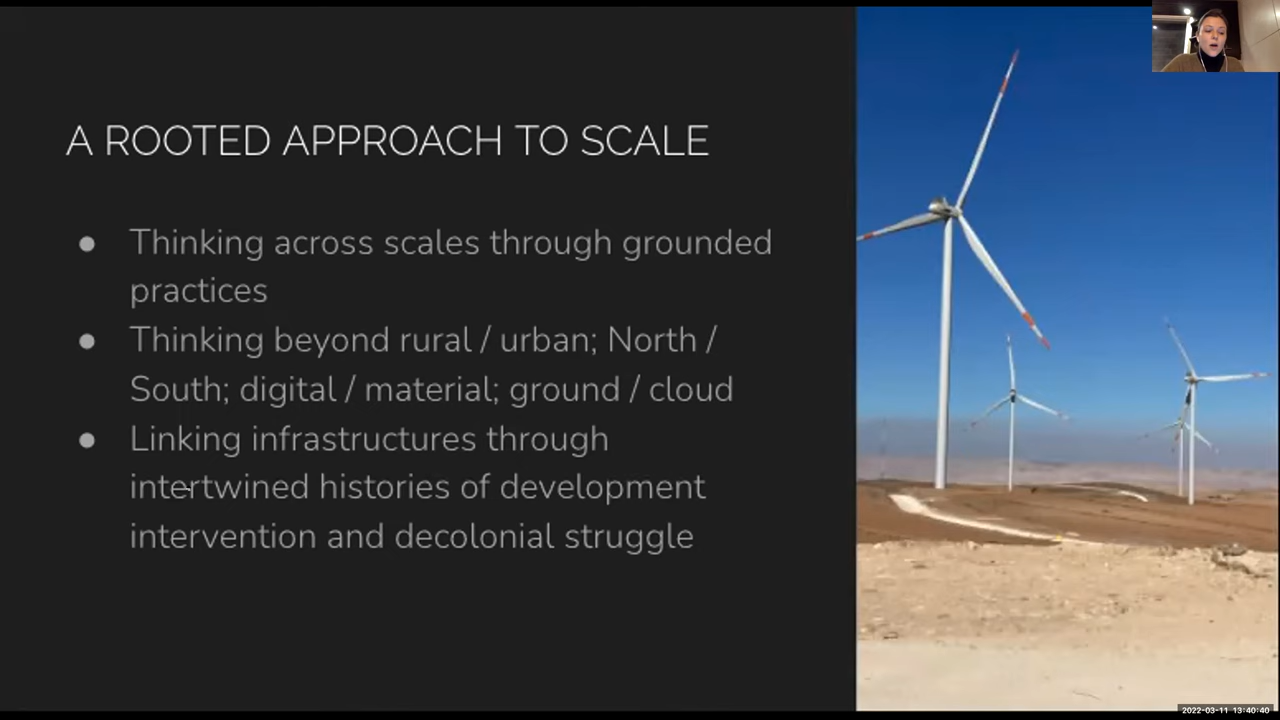 A ROOTED APPROACH TO SCALE
● Thinking across scales through grounded
practices
● Thinking beyond rural / urban; North /
South; digital / material; ground / cloud
● Linking infrastructures through
intertwined histories of development
intervention and decolonial struggle
2022-03-11 13:40:40